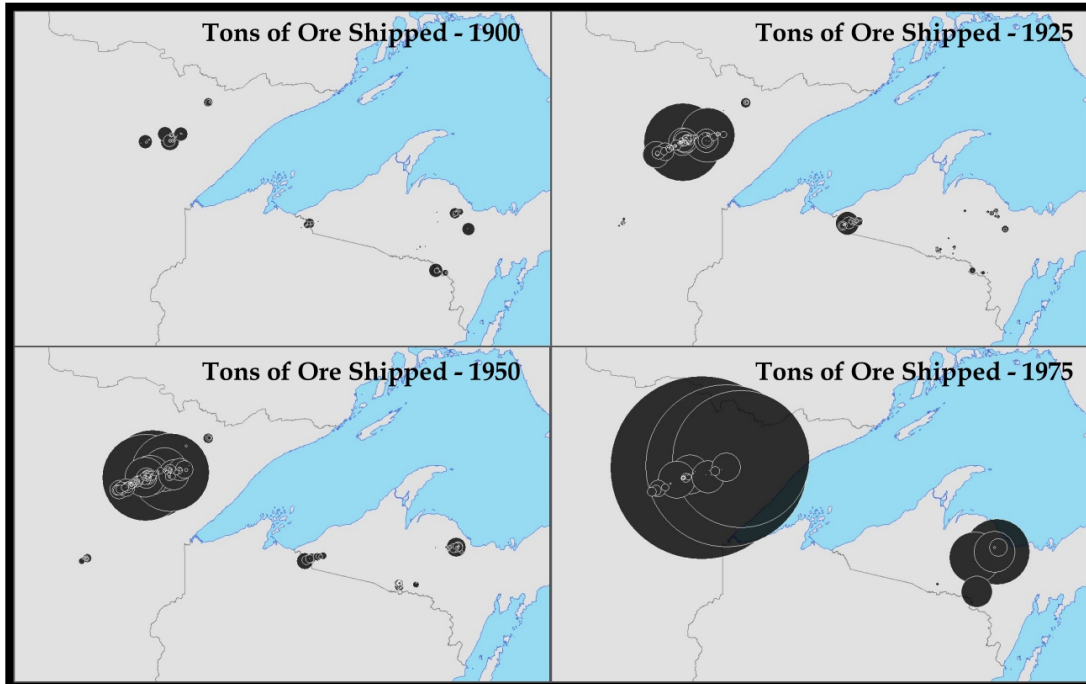 Tons of Ore Shipped - 1900
Tons of Ore Shipped - 1925
Tons of Ore Shipped - 1950
Tons of Ore Shipped - 1975